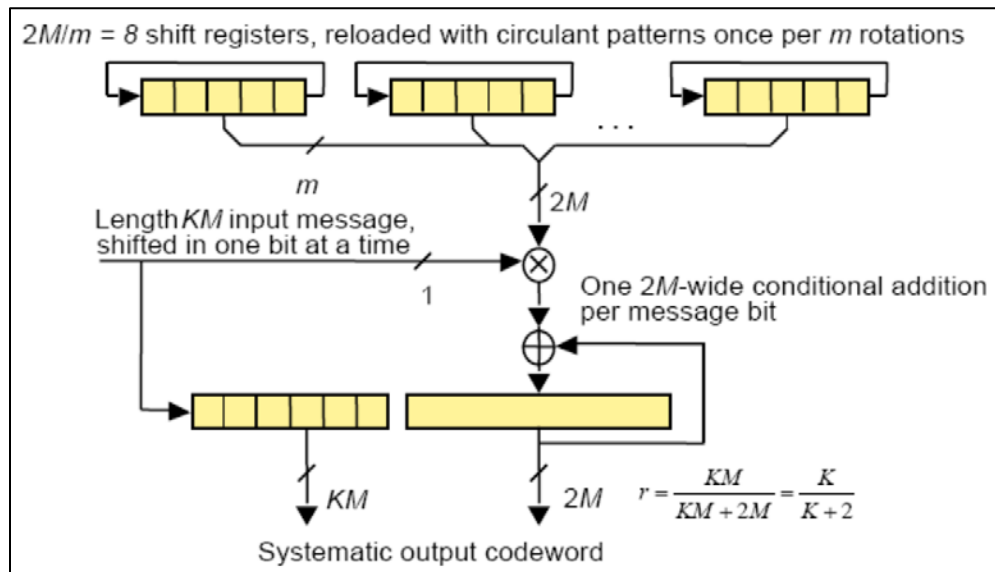 2M/m = 8 shift registers, reloaded with circulant patterns once per m rotations
. . .
m
2M
Length KM input message,
shifted in one bit at a time
1
One 2M-wide conditional addition
per message bit
KM
2M
r = KM / (KM + 2M) = K / (K + 2)
Systematic output codeword